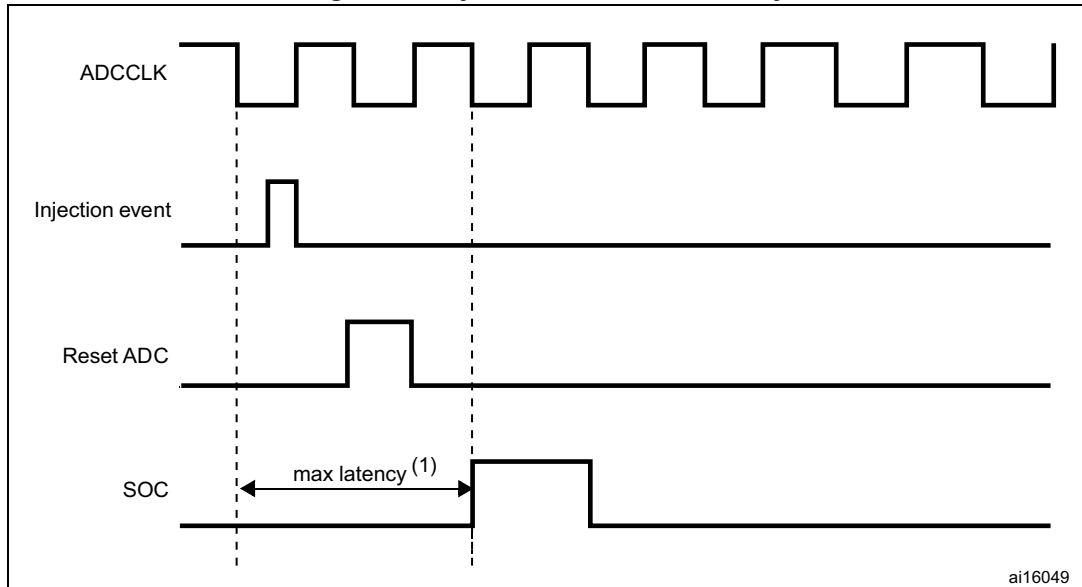 ADCCLK
Injection event
Reset ADC
max latency (1)
SOC
ai16049